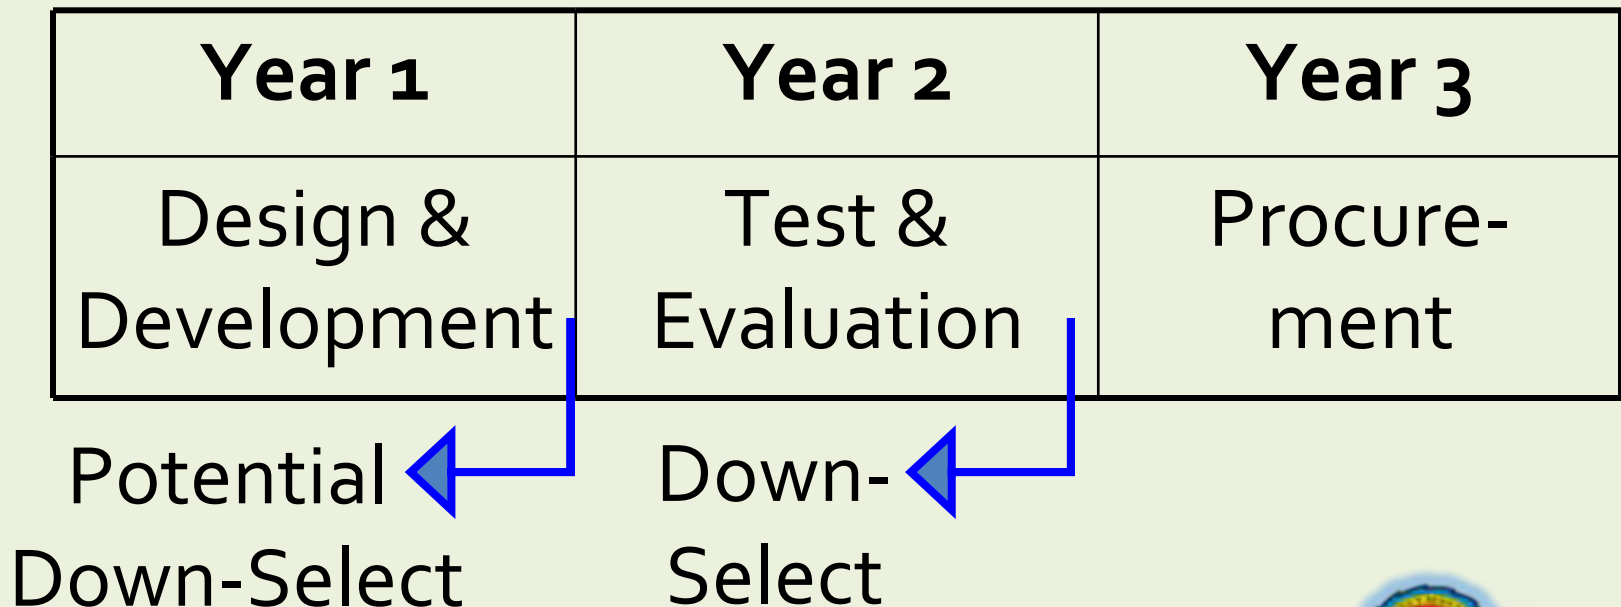 Year 1 Year 2 Year 3
Design & Test & Procure-
Development Evaluation ment
Potential Down-
Down-Select Select